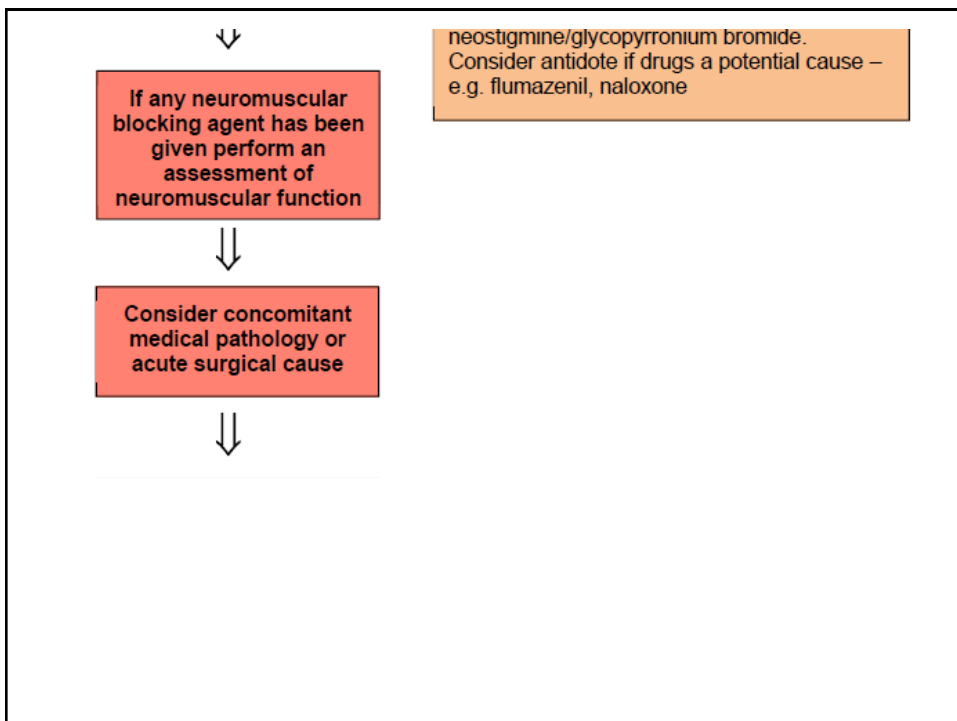 neostigmine/glycopyrronium bromide.
Consider antidote if drugs a potential cause –
e.g. flumazenil, naloxone
If any neuromuscular
blocking agent has been
given perform an
assessment of
neuromuscular function
Consider concomitant
medical pathology or
acute surgical cause